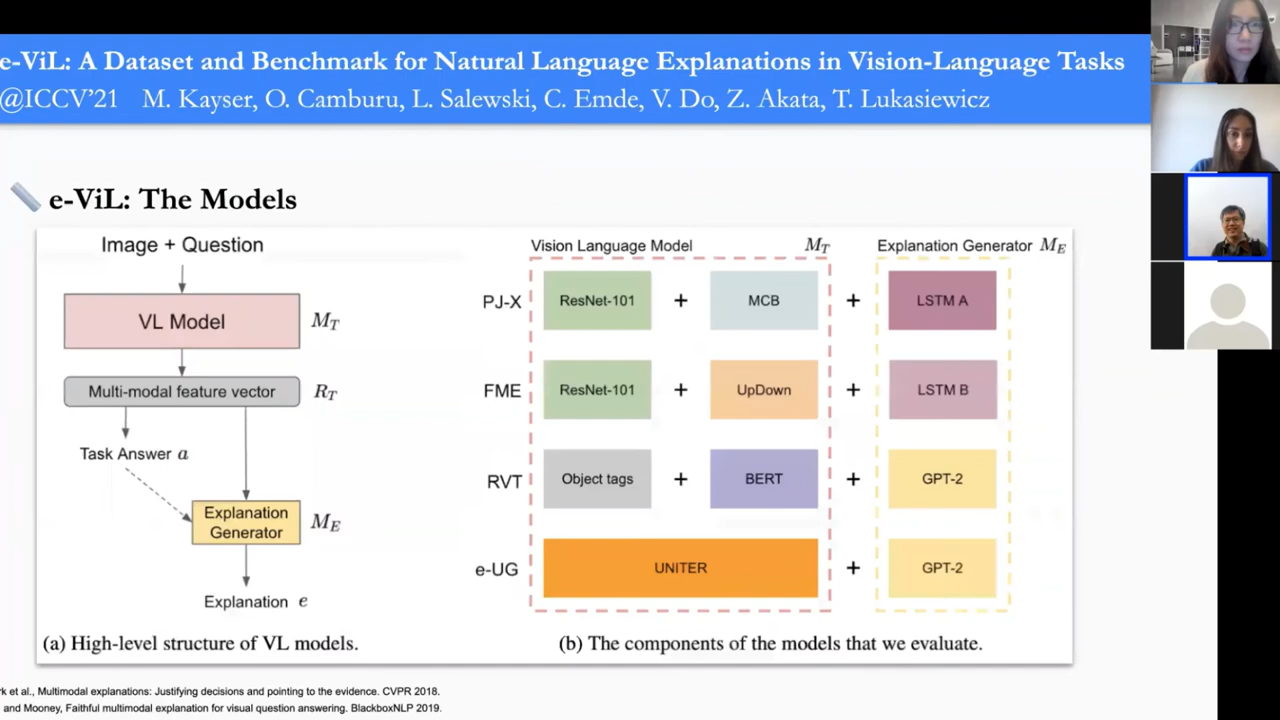 e-ViL: A Dataset and Benchmark for Natural Language Explanations in Vision-Language Tasks
@ICCV'21 M. Kayser, O. Camburu, L. Salewski, C. Emde, V. Do, Z. Akata, T. Lukasiewicz
e-ViL: The Models
Image + Question
VL Model M_T
Multi-modal feature vector R_T
Task Answer a
Explanation
Generator M_E
Explanation e
(a) High-level structure of VL models.
Vision Language Model M_T Explanation Generator M_E
PJ-X ResNet-101 + MCB + LSTM A
FME ResNet-101 + UpDown + LSTM B
RVT Object tags + BERT + GPT-2
e-UG UNITER + GPT-2
(b) The components of the models that we evaluate.
et al., Multimodal explanations: Justifying decisions and pointing to the evidence. CVPR 2018.
and Mooney, Faithful multimodal explanation for visual question answering. BlackboxNLP 2019.